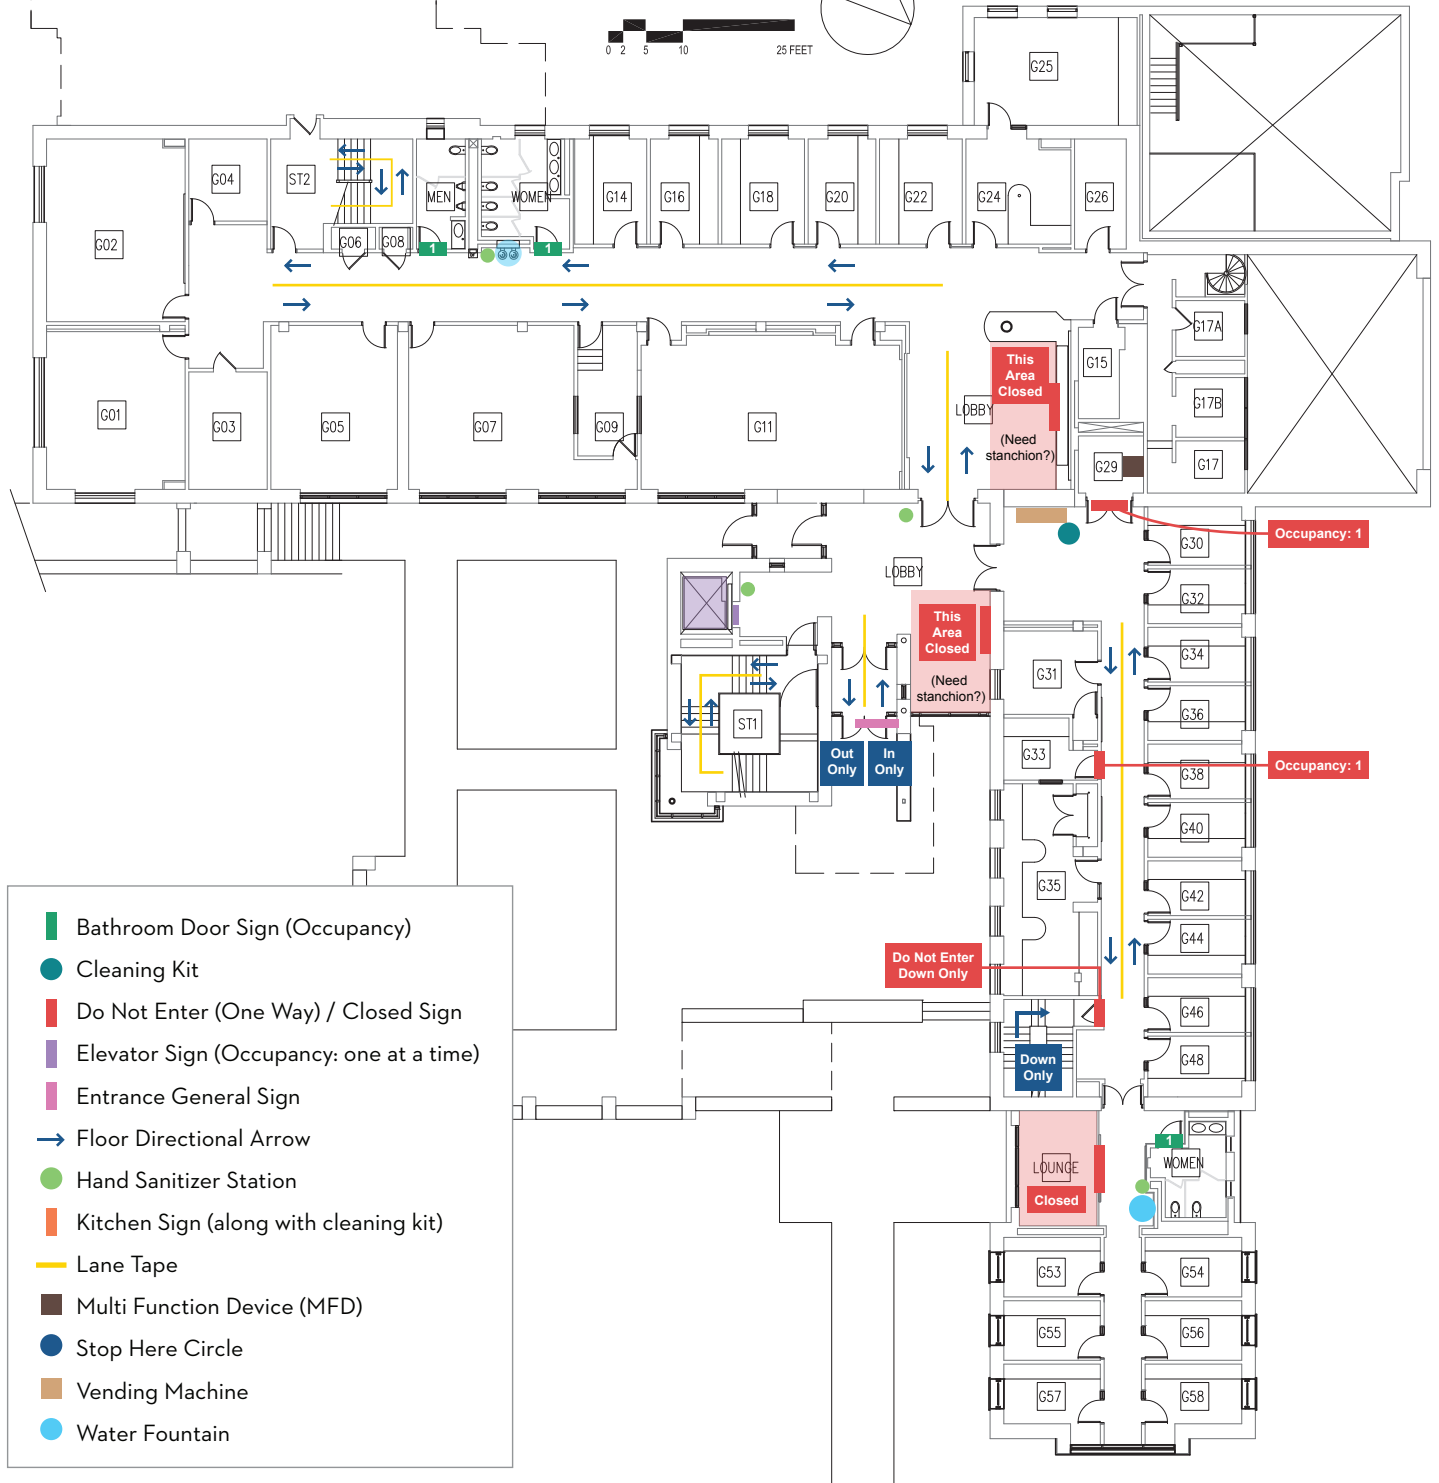 0 2 5 10 25 FEET
G25
G04
ST2
MEN
WOMEN
G14
G16
G18
G20
G22
G24
G26
G02
G06
G08
1
1
G17A
G15
This
Area
Closed
LOBBY
(Need
stanchion?)
G01
G03
G05
G07
G09
G11
G17B
G29
G17
Occupancy: 1
G30
LOBBY
G32
This
Area
Closed
(Need
stanchion?)
G31
G34
G36
ST1
Out
Only
In
Only
G33
G38
Occupancy: 1
G40
G35
G42
G44
Do Not Enter
Down Only
G46
Down
Only
G48
1
WOMEN
LOUNGE
Closed
G53
G54
G55
G56
G57
G58
Bathroom Door Sign (Occupancy)
Cleaning Kit
Do Not Enter (One Way) / Closed Sign
Elevator Sign (Occupancy: one at a time)
Entrance General Sign
Floor Directional Arrow
Hand Sanitizer Station
Kitchen Sign (along with cleaning kit)
Lane Tape
Multi Function Device (MFD)
Stop Here Circle
Vending Machine
Water Fountain